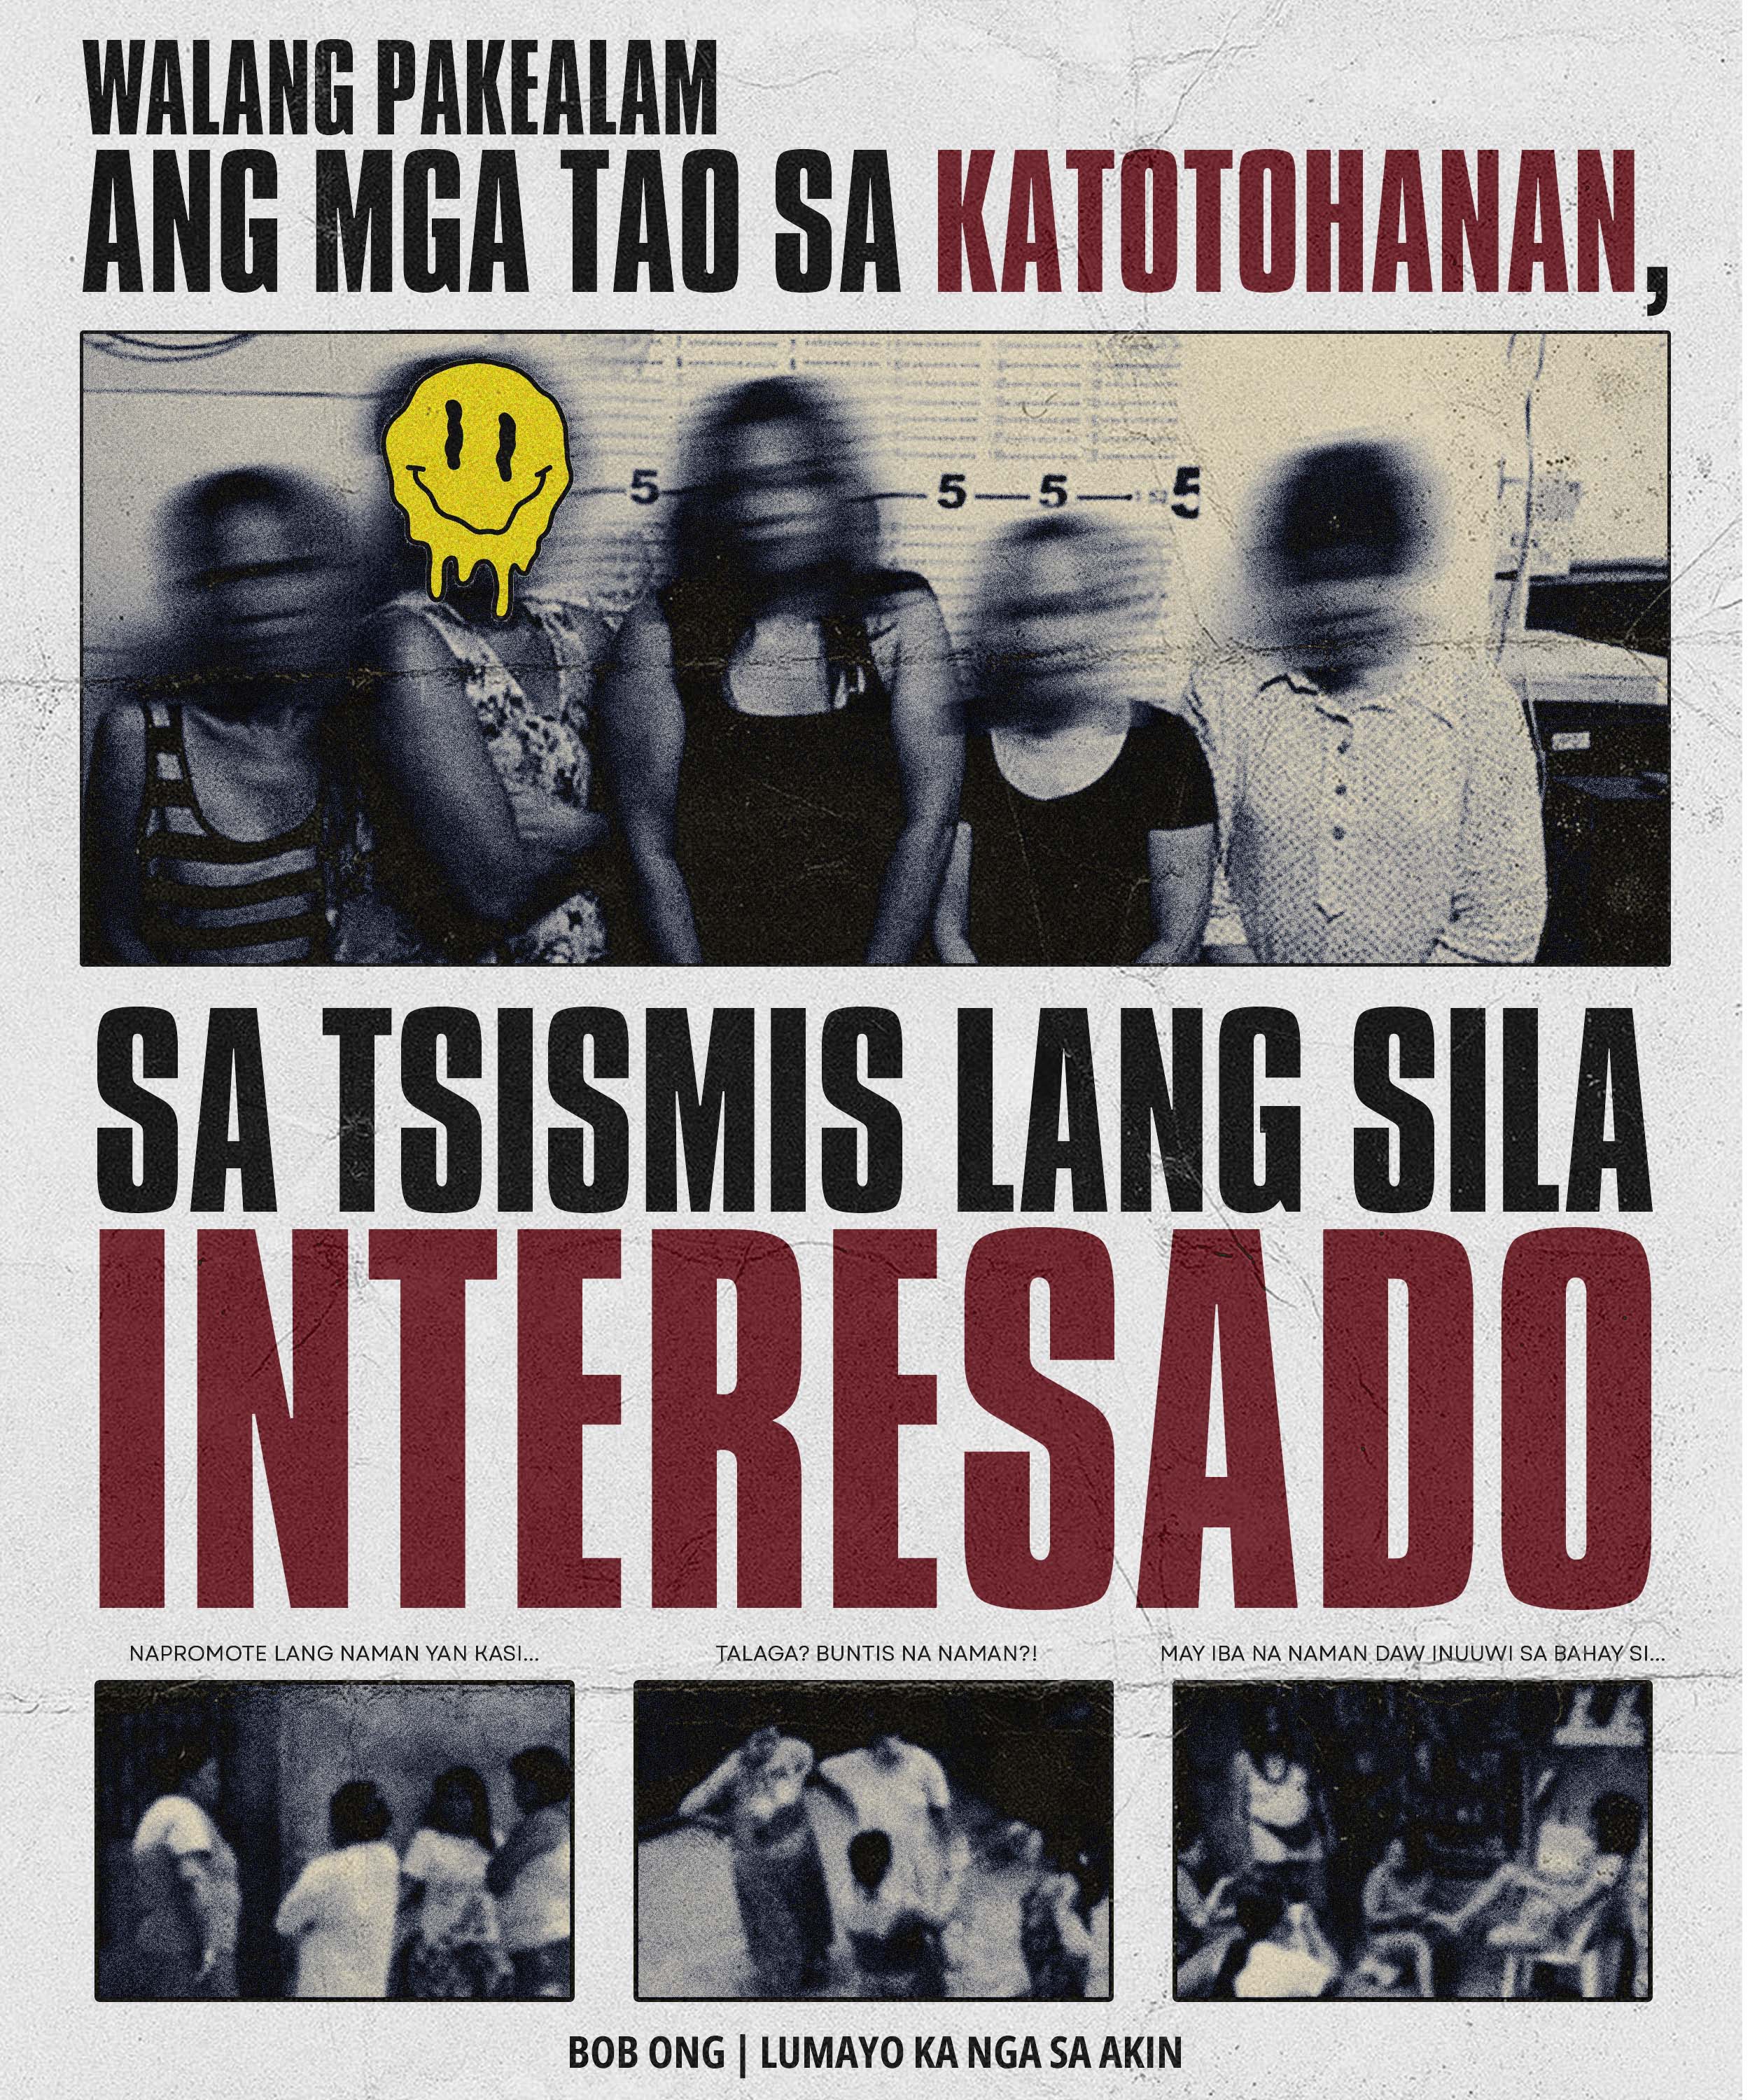 WALANG PAKEALAM
ANG MGA TAO SA KATOTOHANAN,
5 5 5 5
SA TSISMIS LANG SILA
INTERESADO
NAPROMOTE LANG NAMAN YAN KASI...
TALAGA? BUNTIS NA NAMAN?!
MAY IBA NA NAMAN DAW INUUWI SA BAHAY SI...
BOB ONG | LUMAYO KA NGA SA AKIN